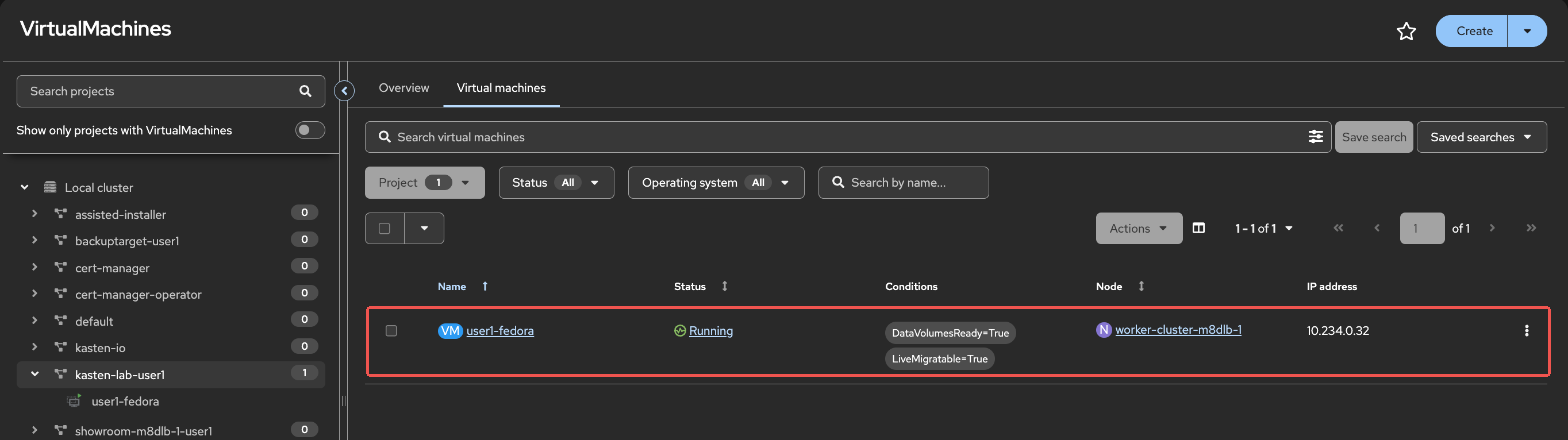 VirtualMachines
Create
Search projects
Show only projects with VirtualMachines
Local cluster
assisted-installer 0
backuptarget-user1 0
cert-manager 0
cert-manager-operator 0
default 0
kasten-io 0
kasten-lab-user1 1
user1-fedora
showroom-m8dlb-1-user1 0
Overview Virtual machines
Search virtual machines Save search Saved searches
Project 1 Status All Operating system All Search by name...
Actions 1 - 1 of 1 1 of 1
Name Status Conditions Node IP address
VM user1-fedora Running DataVolumesReady=True N worker-cluster-m8dlb-1 10.234.0.32
LiveMigratable=True